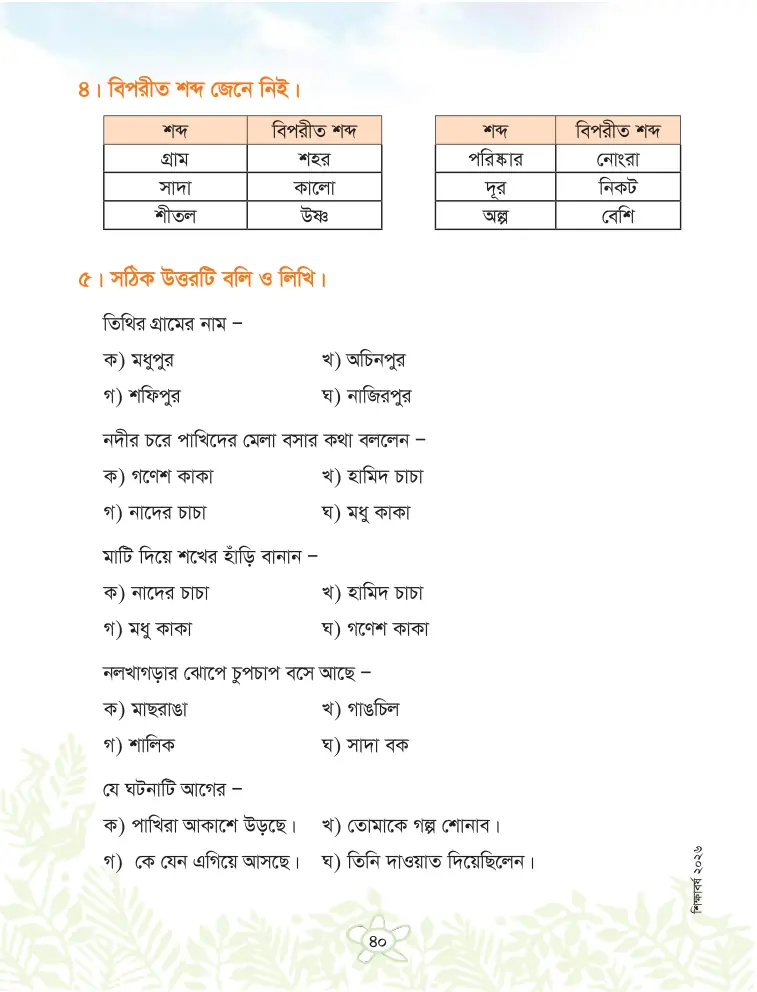 ৪। বিপরীত শব্দ জেনে নিই।
শব্দ বিপরীত শব্দ শব্দ বিপরীত শব্দ
গ্রাম শহর পরিষ্কার নোংরা
সাদা কালো দূর নিকট
শীতল উষ্ণ অল্প বেশি
৫। সঠিক উত্তরটি বলি ও লিখি।
তিথির গ্রামের নাম –
ক) মধুপুর খ) অচিনপুর
গ) শফিপুর ঘ) নাজিরপুর
নদীর চরে পাখিদের মেলা বসার কথা বললেন –
ক) গণেশ কাকা খ) হামিদ চাচা
গ) নাদের চাচা ঘ) মধু কাকা
মাটি দিয়ে শখের হাঁড়ি বানান –
ক) নাদের চাচা খ) হামিদ চাচা
গ) মধু কাকা ঘ) গণেশ কাকা
নলখাগড়ার ঝোপে চুপচাপ বসে আছে –
ক) মাছরাঙা খ) গাঙচিল
গ) শালিক ঘ) সাদা বক
যে ঘটনাটি আগের –
ক) পাখিরা আকাশে উড়ছে। খ) তোমাকে গল্প শোনাব।
গ) কে যেন এগিয়ে আসছে। ঘ) তিনি দাওয়াত দিয়েছিলেন।
শিক্ষাবর্ষ ২০২৬
৪০